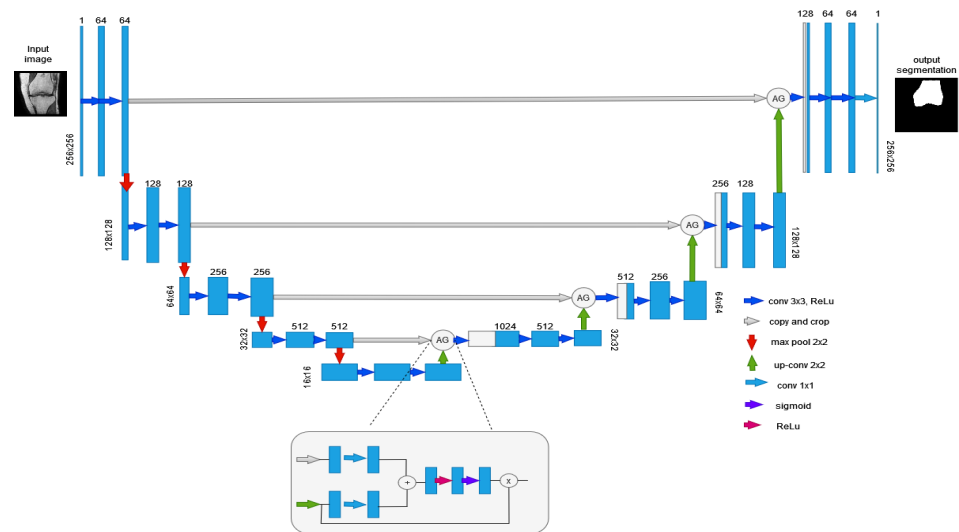 1 64 64
Input
image
256x256
128 64 64 1
output
segmentation
256x256
AG
128 128
128x128
AG
256 128
128x128
256 256
64x64
AG
512 256
64x64
512 512
32x32
AG
1024 512
32x32
16x16
conv 3x3, ReLu
copy and crop
max pool 2x2
up-conv 2x2
conv 1x1
sigmoid
ReLu
+
x